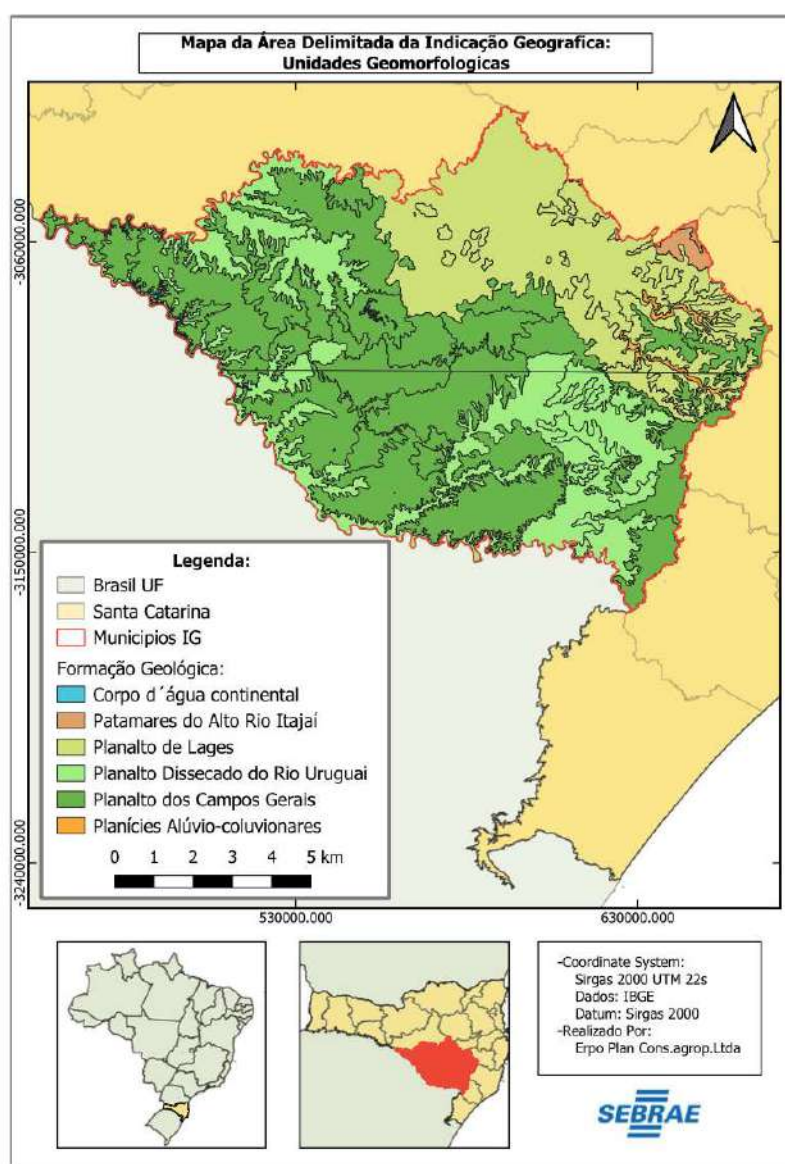 Mapa da Área Delimitada da Indicação Geografica:
Unidades Geomorfologicas
-3060000.000
-3150000.000
-3240000.000
Legenda:
Brasil UF
Santa Catarina
Municipios IG
Formação Geológica:
Corpo d´água continental
Patamares do Alto Rio Itajaí
Planalto de Lages
Planalto Dissecado do Rio Uruguai
Planalto dos Campos Gerais
Planícies Alúvio-coluvionares
0 1 2 3 4 5 km
530000.000 630000.000
-Coordinate System:
Sirgas 2000 UTM 22s
Dados: IBGE
Datum: Sirgas 2000
-Realizado Por:
Erpo Plan Cons.agrop.Ltda
SEBRAE